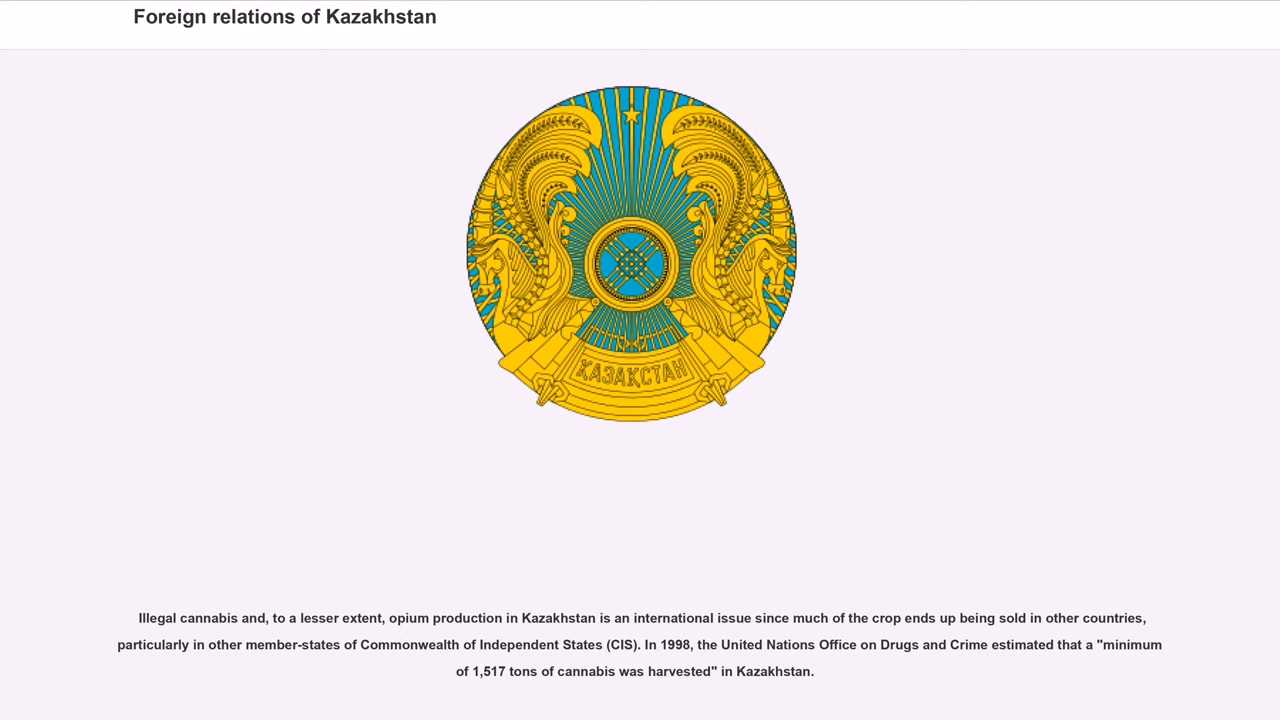 Foreign relations of Kazakhstan
ҚАЗАҚСТАН
Illegal cannabis and, to a lesser extent, opium production in Kazakhstan is an international issue since much of the crop ends up being sold in other countries,
particularly in other member-states of Commonwealth of Independent States (CIS). In 1998, the United Nations Office on Drugs and Crime estimated that a "minimum
of 1,517 tons of cannabis was harvested" in Kazakhstan.